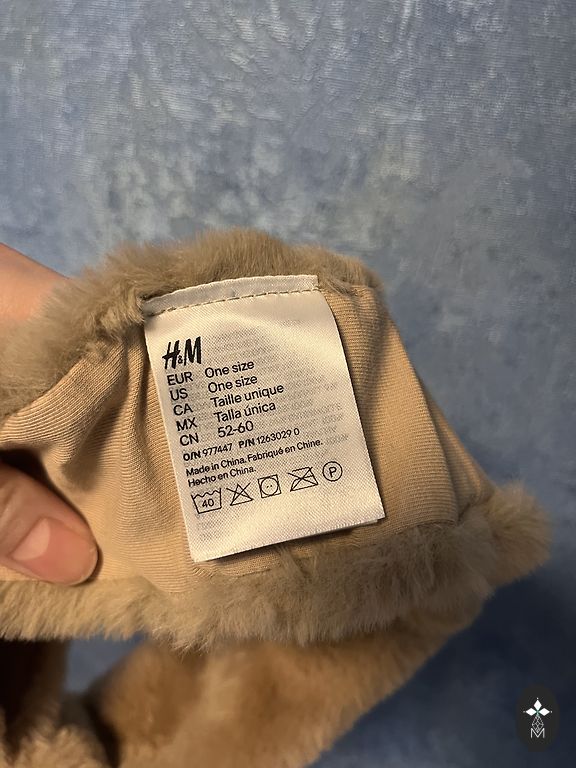 H&M
EUR One size
US One size
CA Taille unique
MX Talla única
CN 52-60
O/N 977447 P/N 1263029 0
Made in China. Fabriqué en Chine.
Hecho en China.
40 P
M